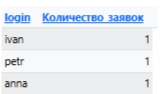 login Количество заявок
ivan 1
petr 1
anna 1